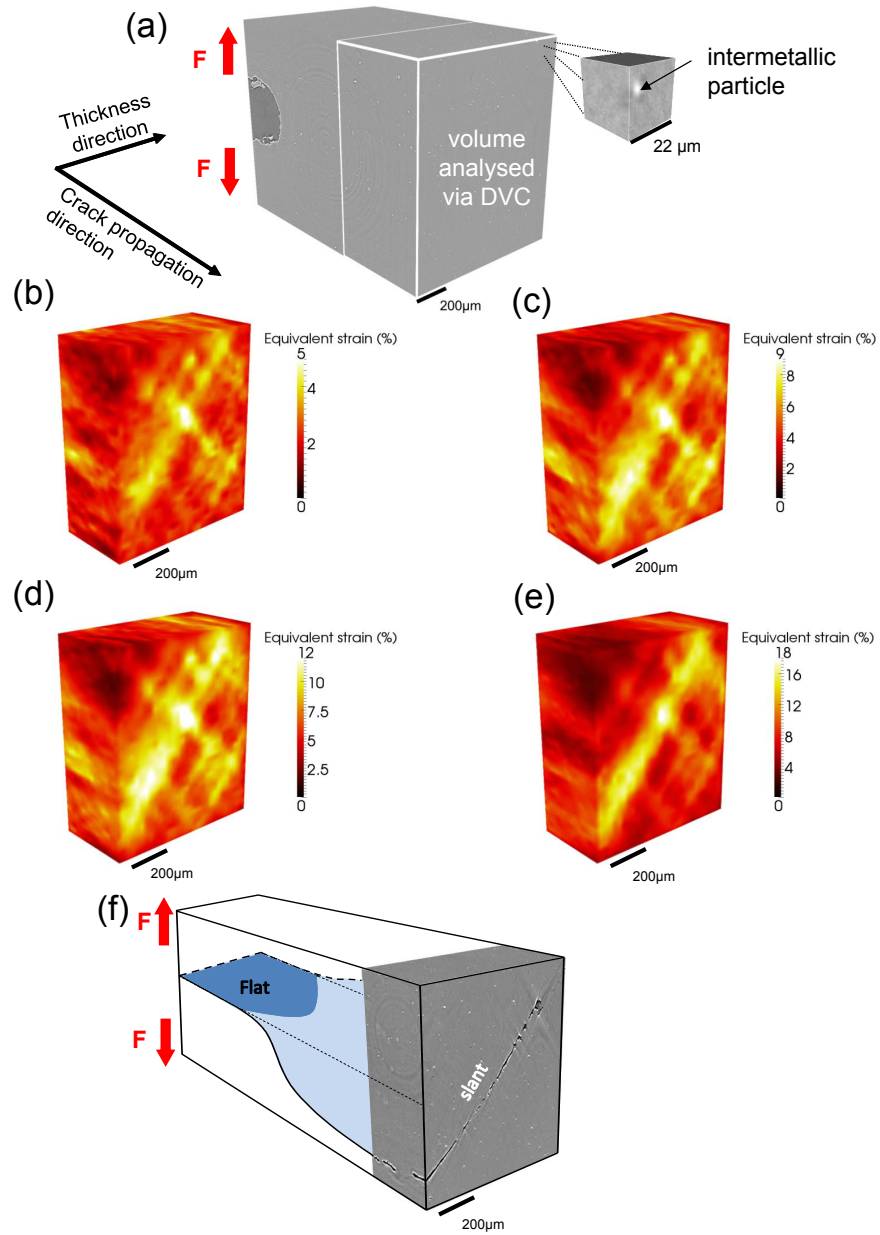 (a)
F
F
Thickness
direction
Crack propagation
direction
volume
analysed
via DVC
intermetallic
particle
22 µm
200µm
(b)
Equivalent strain (%)
5
4
2
0
200µm
(c)
Equivalent strain (%)
9
8
6
4
2
0
200µm
(d)
Equivalent strain (%)
12
10
7.5
5
2.5
0
200µm
(e)
Equivalent strain (%)
18
16
12
8
4
0
200µm
(f)
F
F
Flat
slant
200µm